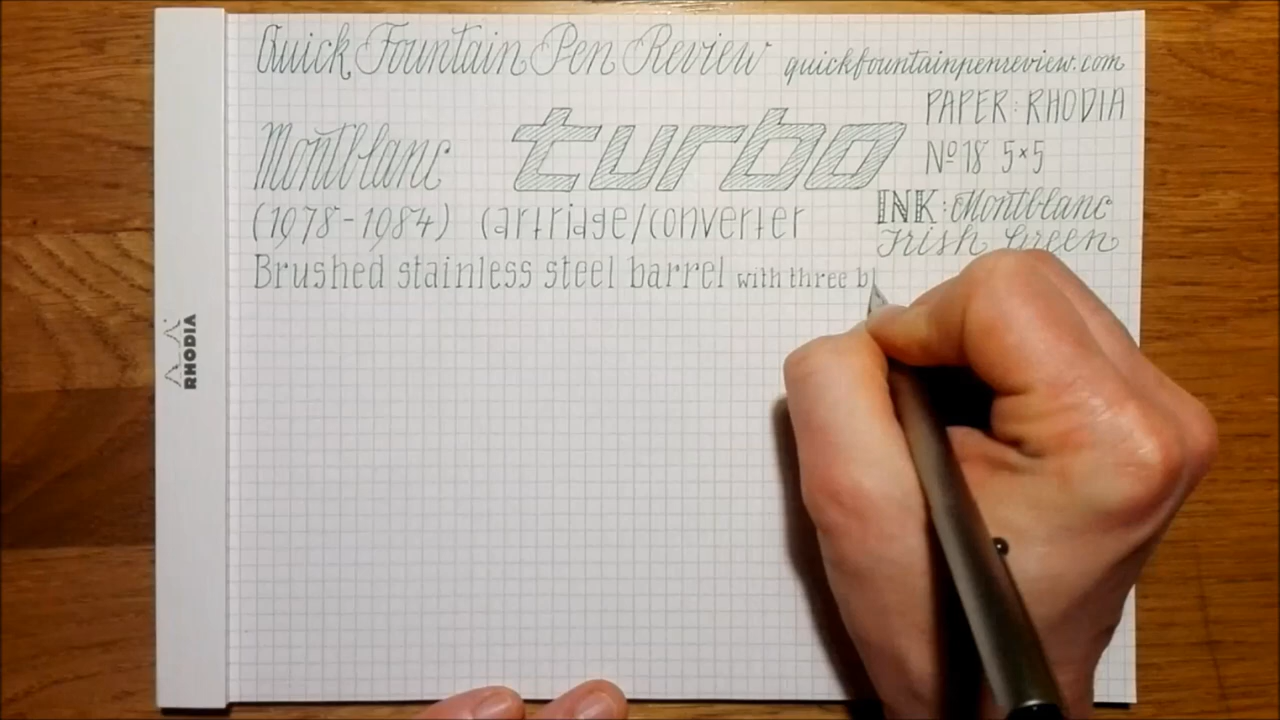 Quick Fountain Pen Review quickfountainpenreview.com
PAPER: RHODIA
Montblanc turbo Nº18 5×5
(1978-1984) Cartridge/converter INK: Montblanc
Irish Green
Brushed stainless steel barrel with three bl
RHODIA